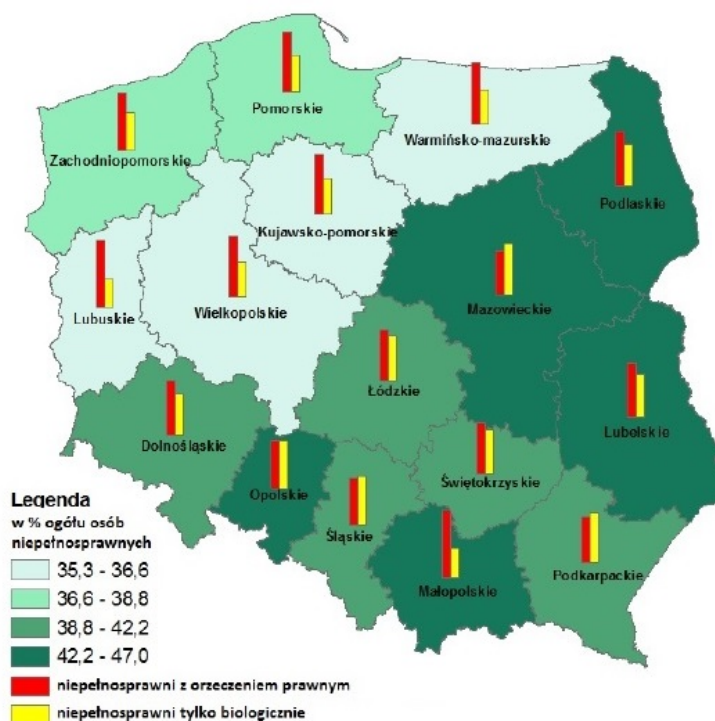 Pomorskie
Zachodniopomorskie
Warmińsko-mazurskie
Podlaskie
Kujawsko-pomorskie
Lubuskie
Wielkopolskie
Mazowieckie
Łódzkie
Dolnośląskie
Lubelskie
Opolskie
Śląskie
Świętokrzyskie
Małopolskie
Podkarpackie
Legenda
w % ogółu osób
niepełnosprawnych
35,3 - 36,6
36,6 - 38,8
38,8 - 42,2
42,2 - 47,0
niepełnosprawni z orzeczeniem prawnym
niepełnosprawni tylko biologicznie